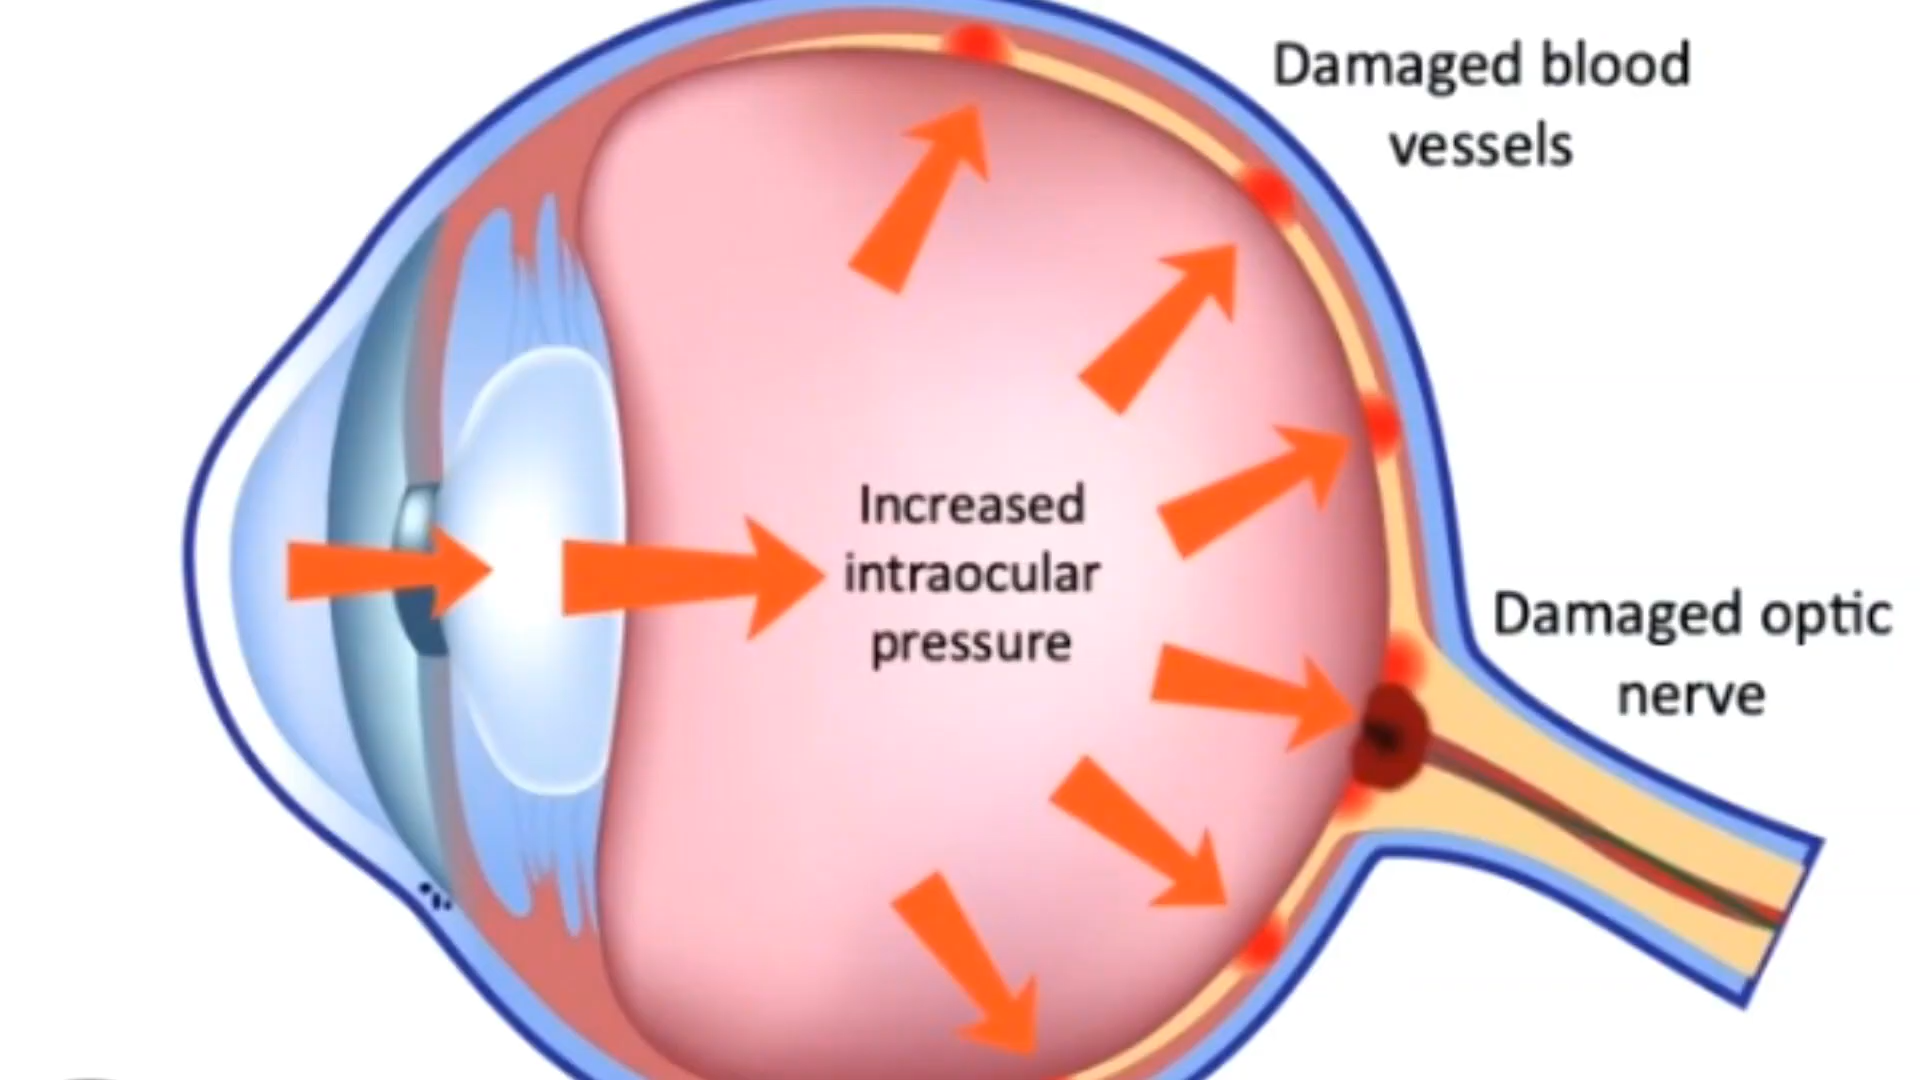 Damaged blood
vessels
Increased
intraocular
pressure
Damaged optic
nerve